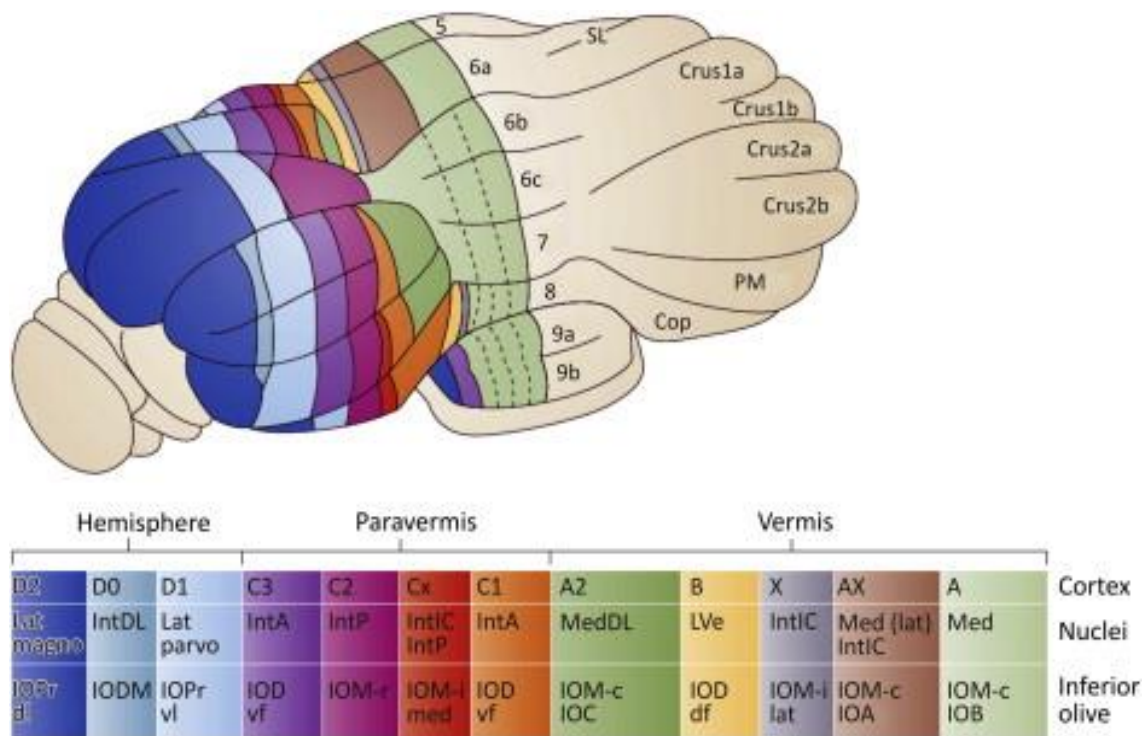 5
SL
6a
Crus1a
Crus1b
6b
Crus2a
6c
Crus2b
7
PM
8
Cop
9a
9b
Hemisphere Paravermis Vermis
D2 D0 D1 C3 C2 Cx C1 A2 B X AX A Cortex
Lat IntDL Lat IntA IntP IntIC IntA MedDL LVe IntIC Med (lat) Med Nuclei
magno parvo IntP IntIC
IOPr IODM IOPr IOD IOM-r IOM-i IOD IOM-c IOD IOM-i IOM-c IOM-c Inferior
dl vl vf med vf IOC df lat IOA IOB olive